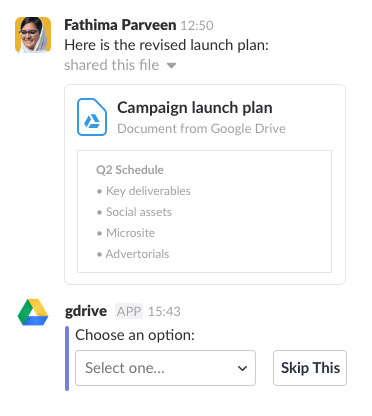 Fathima Parveen 12:50
Here is the revised launch plan:
shared this file
Campaign launch plan
Document from Google Drive
Q2 Schedule
• Key deliverables
• Social assets
• Microsite
• Advertorials
gdrive APP 15:43
Choose an option:
Select one... Skip This